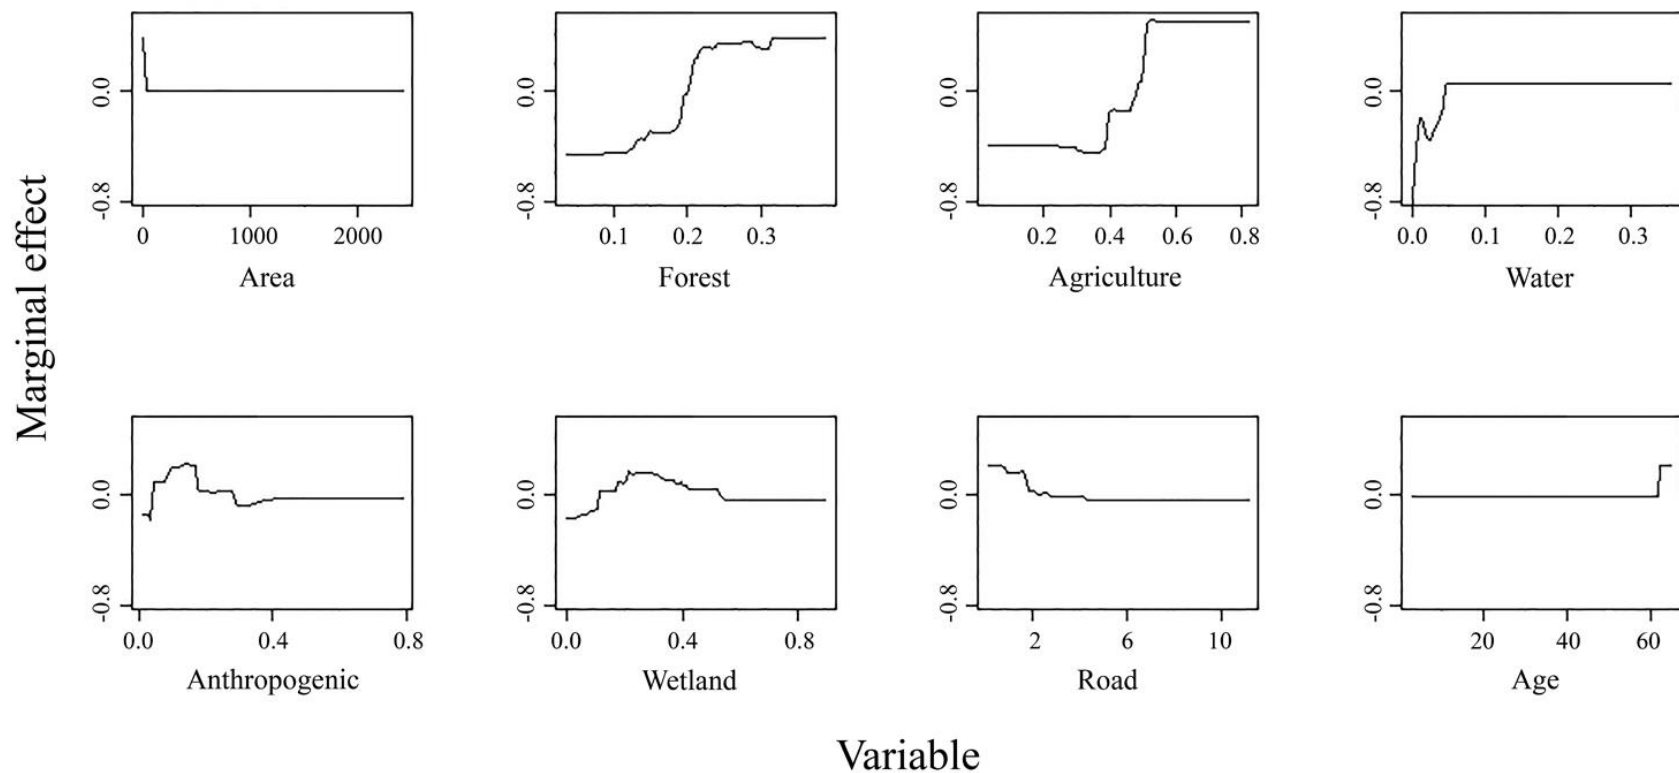 Marginal effect
0.0 0.0 0.0 0.0
-0.8 -0.8 -0.8 -0.8
0 1000 2000 0.1 0.2 0.3 0.2 0.4 0.6 0.8 0.0 0.1 0.2 0.3
Area Forest Agriculture Water
0.0 0.0 0.0 0.0
-0.8 -0.8 -0.8 -0.8
0.0 0.4 0.8 0.0 0.4 0.8 2 6 10 20 40 60
Anthropogenic Wetland Road Age
Variable